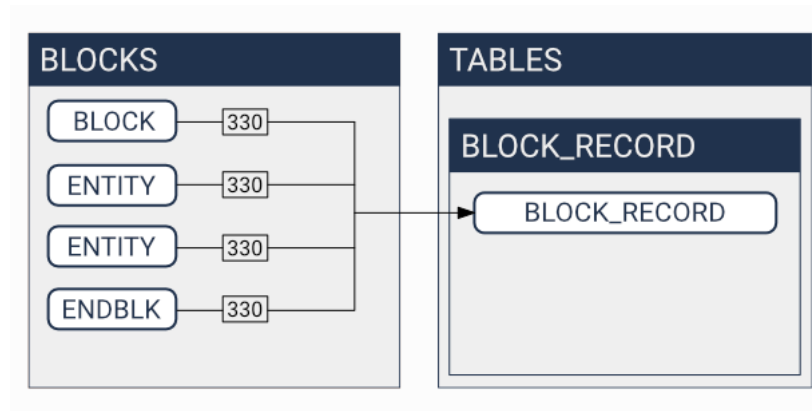 BLOCKS
BLOCK 330
ENTITY 330
ENTITY 330
ENDBLK 330
TABLES
BLOCK_RECORD
BLOCK_RECORD